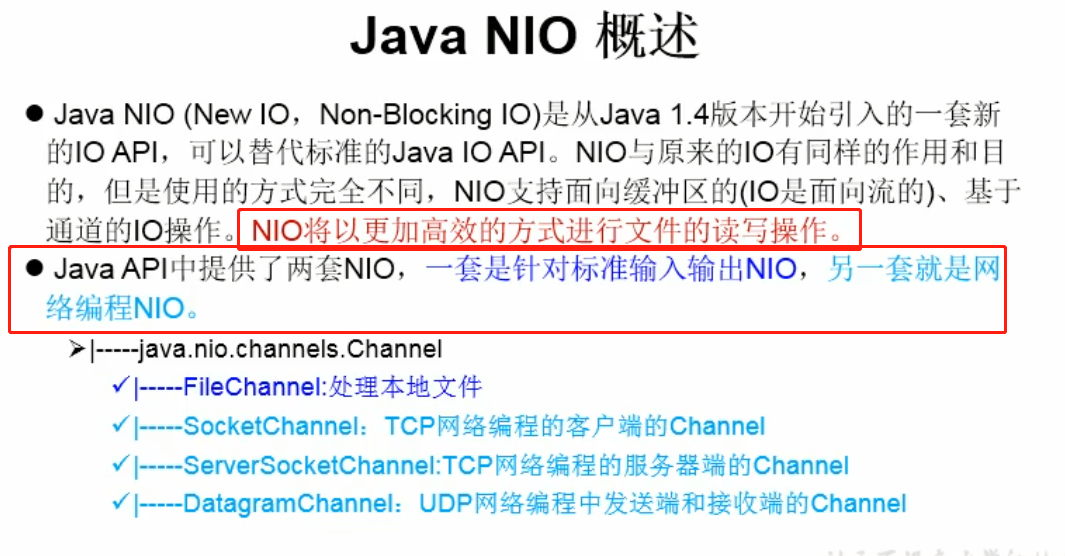 Java NIO 概述
● Java NIO (New IO，Non-Blocking IO)是从Java 1.4版本开始引入的一套新
的IO API，可以替代标准的Java IO API。NIO与原来的IO有同样的作用和目
的，但是使用的方式完全不同，NIO支持面向缓冲区的(IO是面向流的)、基于
通道的IO操作。NIO将以更加高效的方式进行文件的读写操作。
● Java API中提供了两套NIO，一套是针对标准输入输出NIO，另一套就是网
络编程NIO。
➢|-----java.nio.channels.Channel
✓|-----FileChannel:处理本地文件
✓|-----SocketChannel：TCP网络编程的客户端的Channel
✓|-----ServerSocketChannel:TCP网络编程的服务器端的Channel
✓|-----DatagramChannel：UDP网络编程中发送端和接收端的Channel